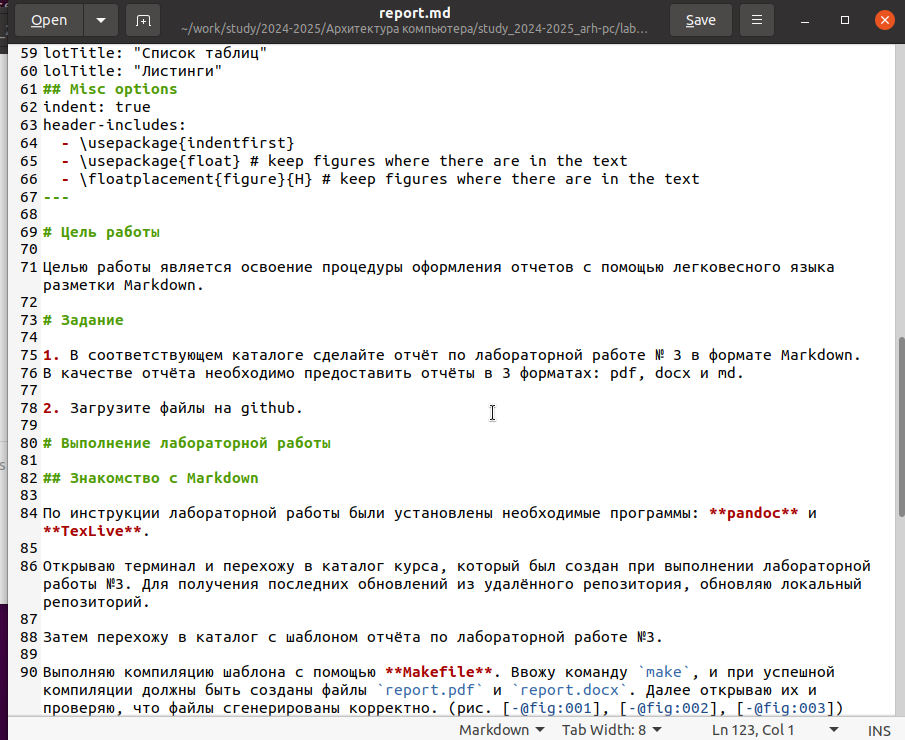 Open
report.md
~/work/study/2024-2025/Архитектура компьютера/study_2024-2025_arh-pc/lab…
Save
59 lotTitle: "Список таблиц"
60 lolTitle: "Листинги"
61 ## Misc options
62 indent: true
63 header-includes:
64   - \usepackage{indentfirst}
65   - \usepackage{float} # keep figures where there are in the text
66   - \floatplacement{figure}{H} # keep figures where there are in the text
67 ---
68
69 # Цель работы
70
71 Целью работы является освоение процедуры оформления отчетов с помощью легковесного языка
разметки Markdown.
72
73 # Задание
74
75 1. В соответствующем каталоге сделайте отчёт по лабораторной работе № 3 в формате Markdown.
76 В качестве отчёта необходимо предоставить отчёты в 3 форматах: pdf, docx и md.
77
78 2. Загрузите файлы на github.
79
80 # Выполнение лабораторной работы
81
82 ## Знакомство с Markdown
83
84 По инструкции лабораторной работы были установлены необходимые программы: **pandoc** и
**TexLive**.
85
86 Открываю терминал и перехожу в каталог курса, который был создан при выполнении лабораторной
работы №3. Для получения последних обновлений из удалённого репозитория, обновляю локальный
репозиторий.
87
88 Затем перехожу в каталог с шаблоном отчёта по лабораторной работе №3.
89
90 Выполняю компиляцию шаблона с помощью **Makefile**. Ввожу команду `make`, и при успешной
компиляции должны быть созданы файлы `report.pdf` и `report.docx`. Далее открываю их и
проверяю, что файлы сгенерированы корректно. (рис. [-@fig:001], [-@fig:002], [-@fig:003])
Markdown
Tab Width: 8
Ln 123, Col 1
INS